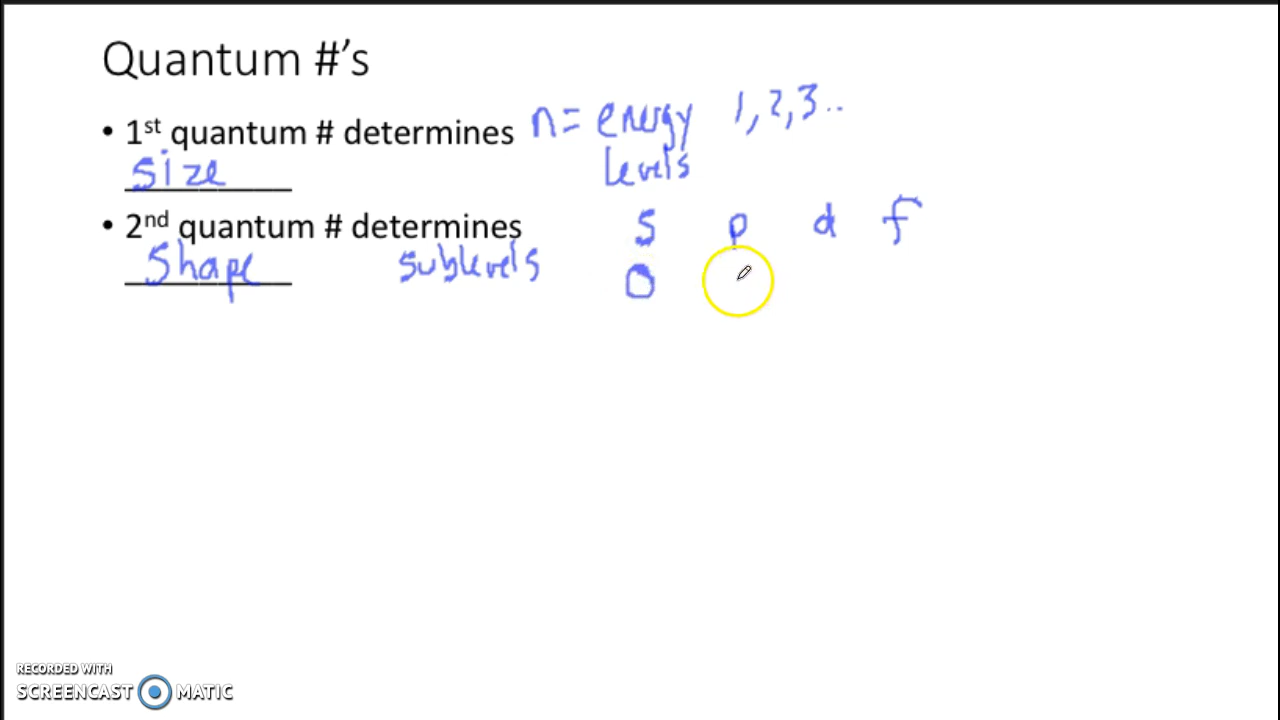 Quantum #'s
• 1st quantum # determines n = energy 1, 2, 3 ..
size levels
• 2nd quantum # determines s p d f
shape sublevels
RECORDED WITH
SCREENCAST MATIC